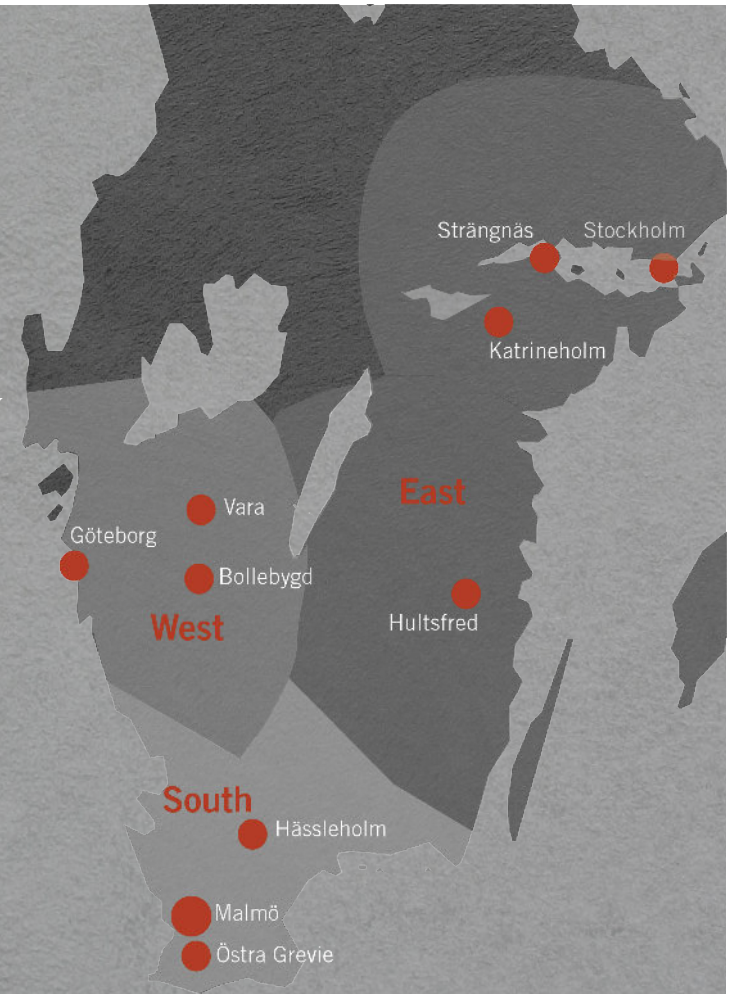 Strängnäs
Stockholm
Katrineholm
East
Vara
Göteborg
Bollebygd
West
Hultsfred
South
Hässleholm
Malmö
Östra Grevie